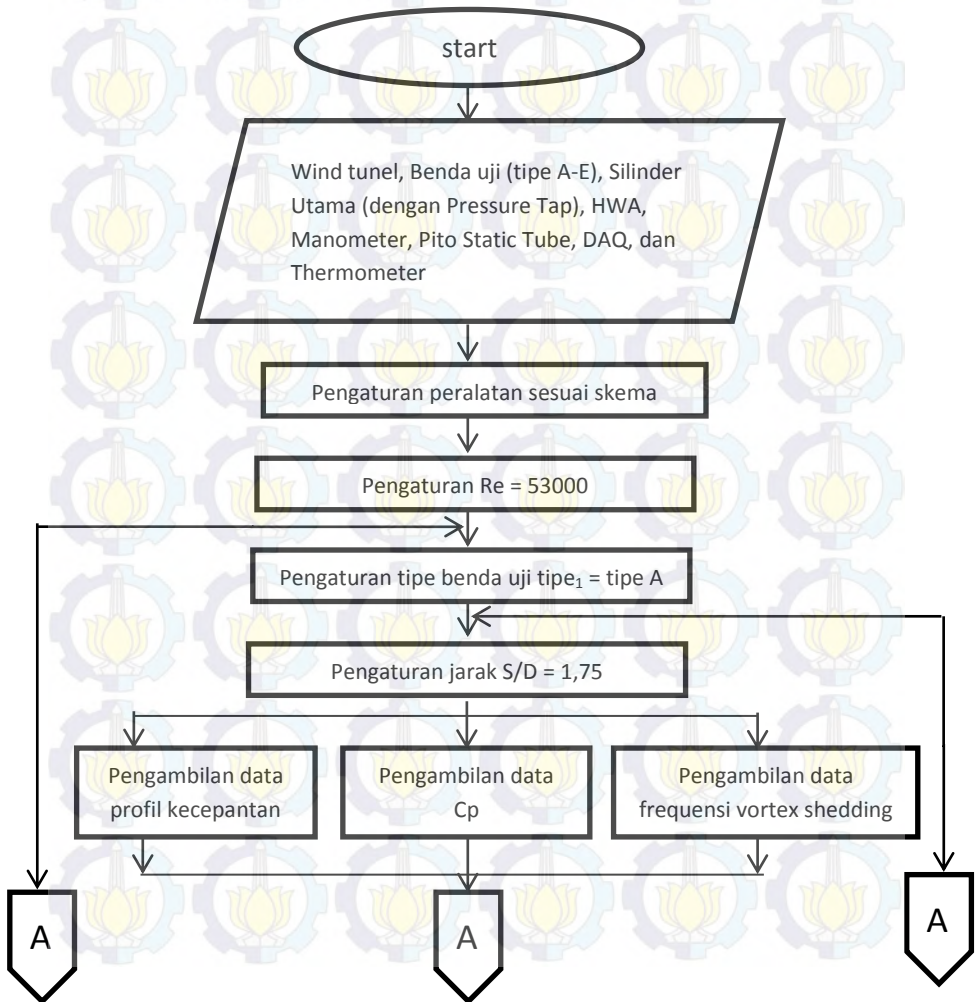 start
Wind tunel, Benda uji (tipe A-E), Silinder
Utama (dengan Pressure Tap), HWA,
Manometer, Pito Static Tube, DAQ, dan
Thermometer
Pengaturan peralatan sesuai skema
Pengaturan Re = 53000
Pengaturan tipe benda uji tipe₁ = tipe A
Pengaturan jarak S/D = 1,75
Pengambilan data
profil kecepantan
Pengambilan data
Cp
Pengambilan data
frequensi vortex shedding
A
A
A